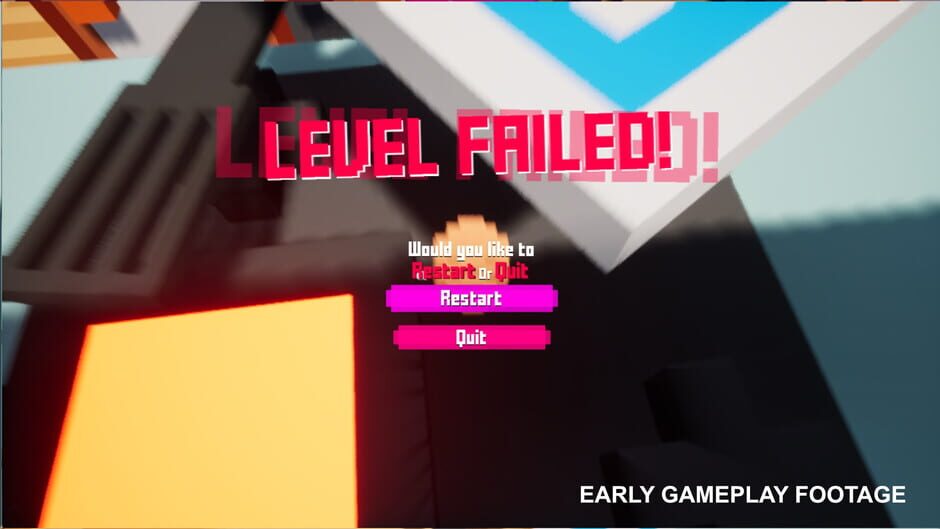 LEVEL FAILED!
Would you like to
Restart Or Quit
Restart
Quit
EARLY GAMEPLAY FOOTAGE